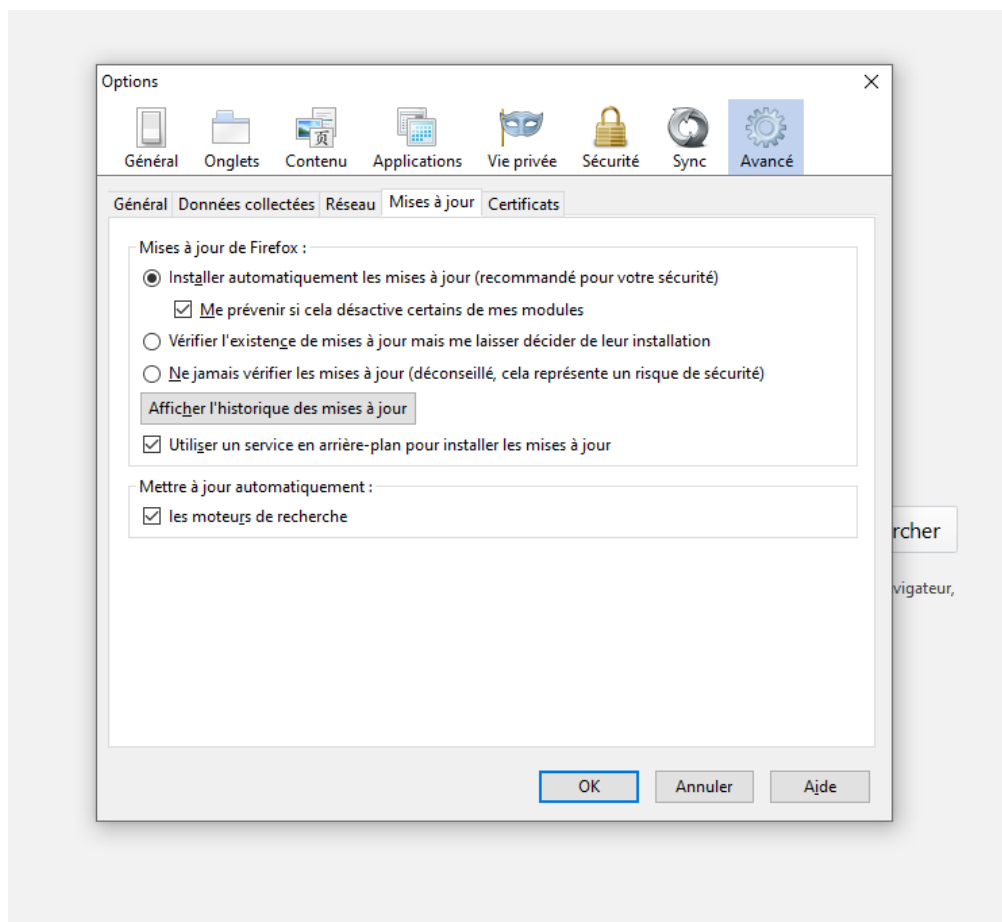 Options
Général Onglets Contenu Applications Vie privée Sécurité Sync Avancé
Général Données collectées Réseau Mises à jour Certificats
Mises à jour de Firefox :
Installer automatiquement les mises à jour (recommandé pour votre sécurité)
Me prévenir si cela désactive certains de mes modules
Vérifier l'existence de mises à jour mais me laisser décider de leur installation
Ne jamais vérifier les mises à jour (déconseillé, cela représente un risque de sécurité)
Afficher l'historique des mises à jour
Utiliser un service en arrière-plan pour installer les mises à jour
Mettre à jour automatiquement :
les moteurs de recherche
rcher
vigateur,
OK Annuler Aide